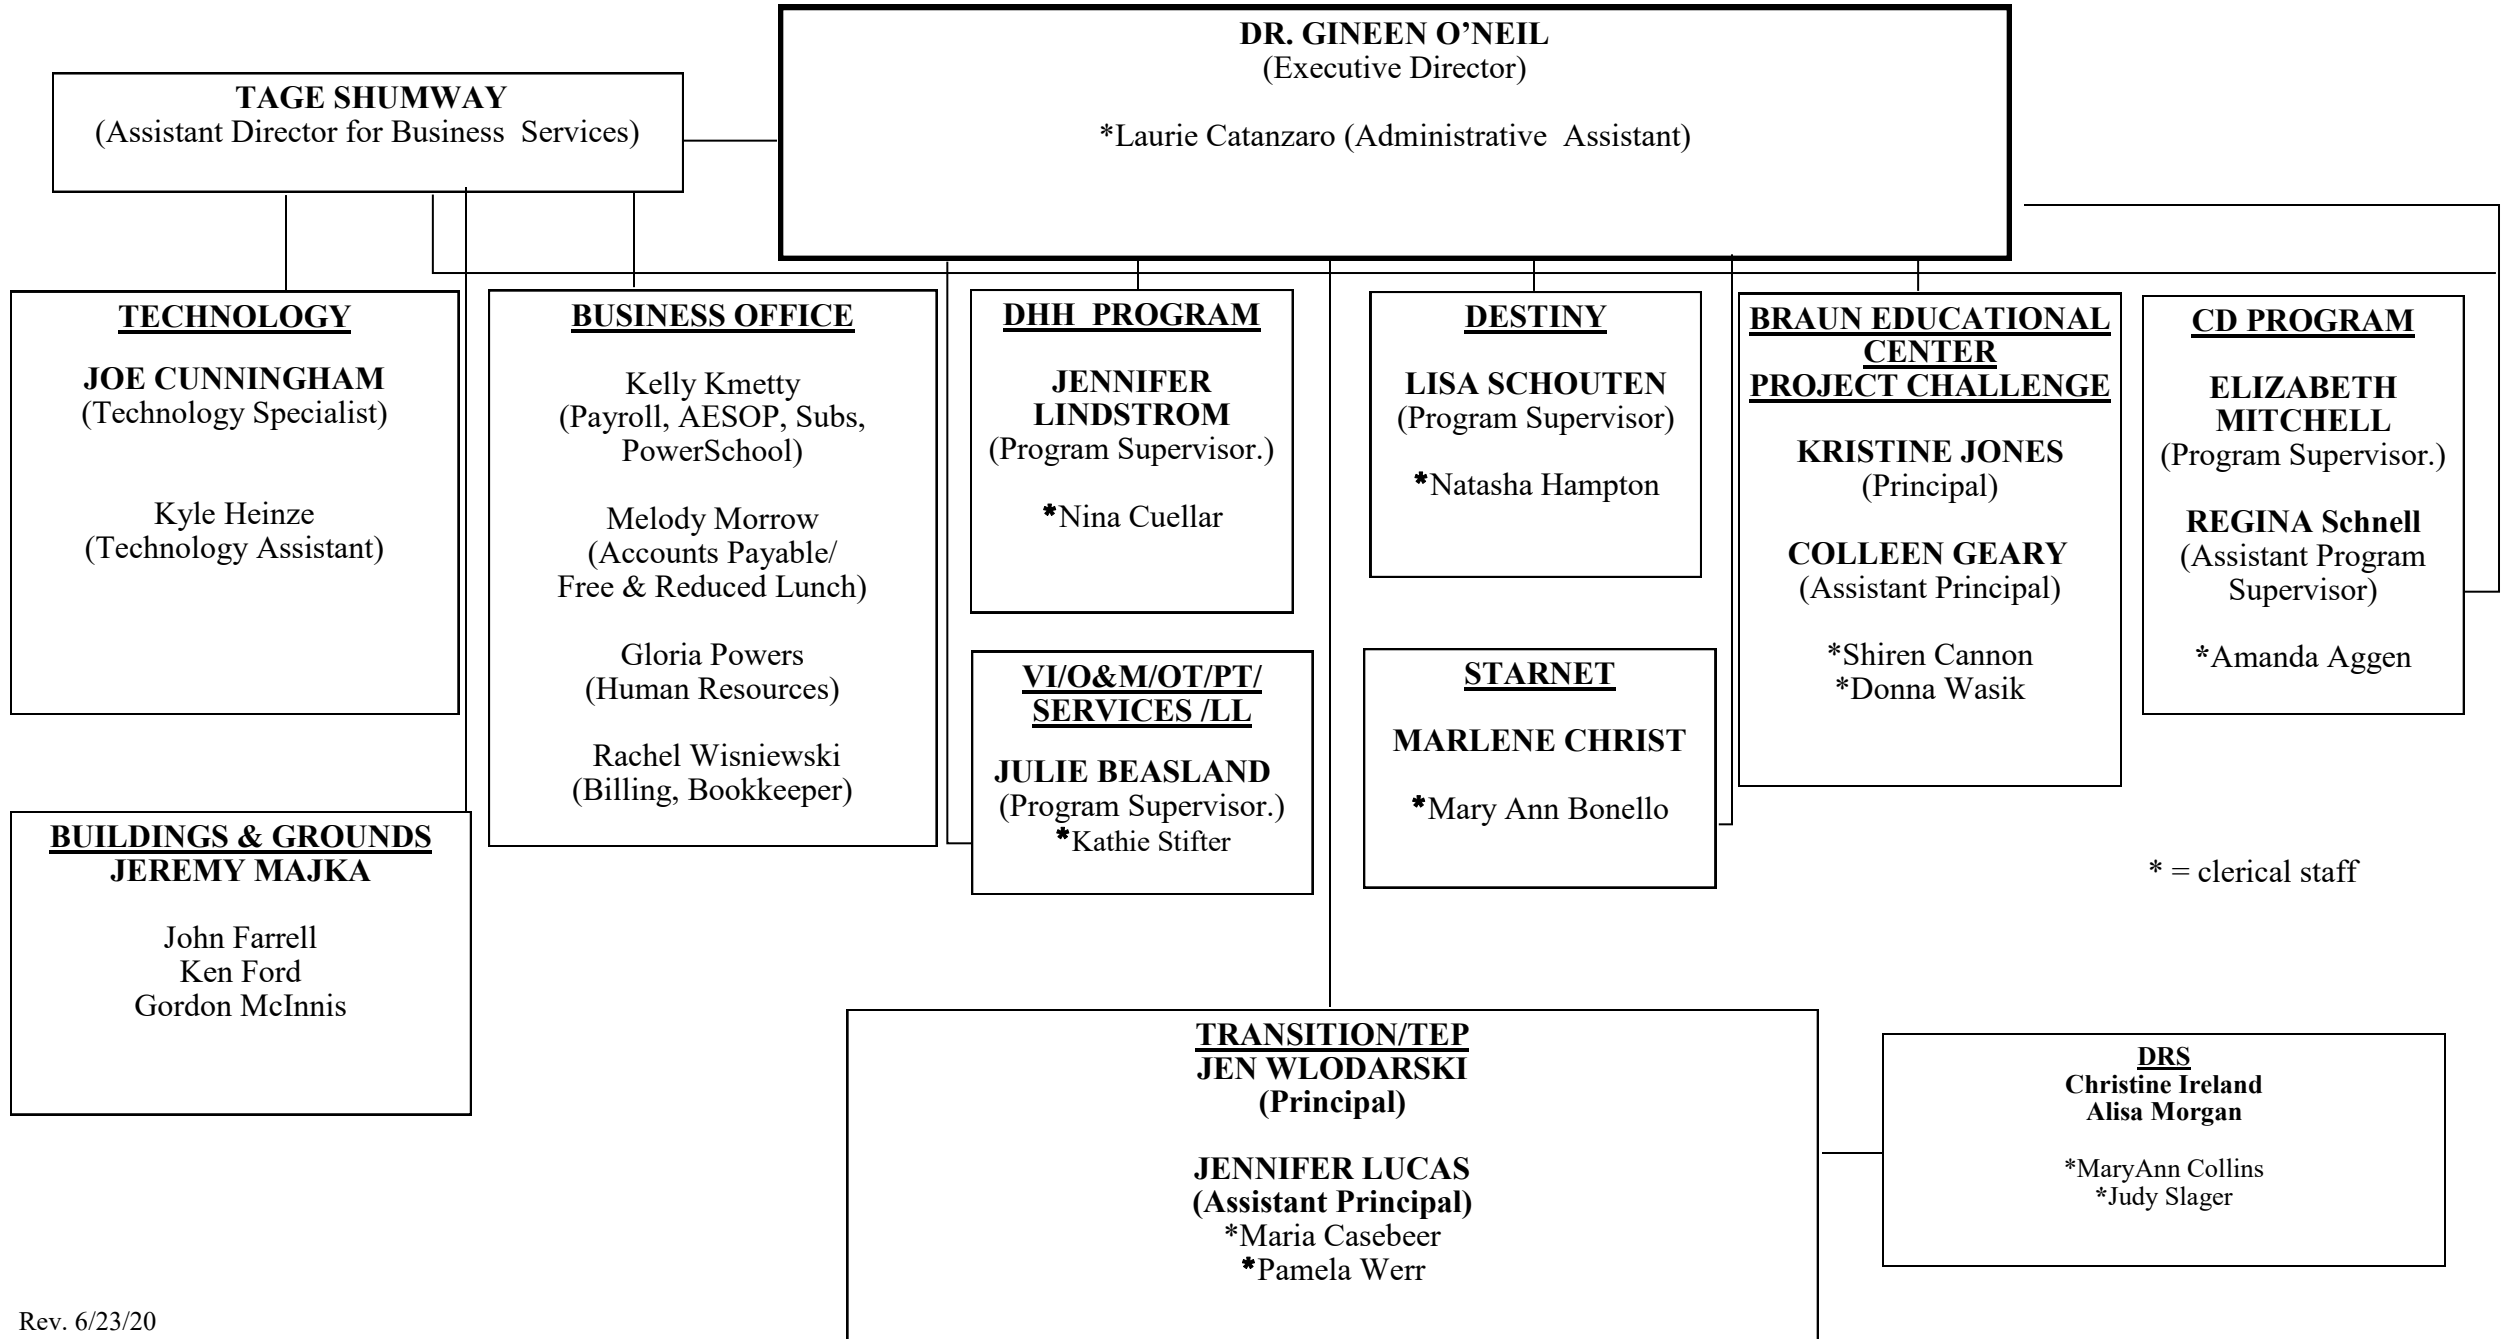 DR. GINEEN O’NEIL
(Executive Director)
*Laurie Catanzaro (Administrative Assistant)
TAGE SHUMWAY
(Assistant Director for Business Services)
TECHNOLOGY
JOE CUNNINGHAM
(Technology Specialist)
Kyle Heinze
(Technology Assistant)
BUSINESS OFFICE
Kelly Kmetty
(Payroll, AESOP, Subs,
PowerSchool)
Melody Morrow
(Accounts Payable/
Free & Reduced Lunch)
Gloria Powers
(Human Resources)
Rachel Wisniewski
(Billing, Bookkeeper)
DHH PROGRAM
JENNIFER
LINDSTROM
(Program Supervisor.)
*Nina Cuellar
DESTINY
LISA SCHOUTEN
(Program Supervisor)
*Natasha Hampton
BRAUN EDUCATIONAL
CENTER
PROJECT CHALLENGE
KRISTINE JONES
(Principal)
COLLEEN GEARY
(Assistant Principal)
*Shiren Cannon
*Donna Wasik
CD PROGRAM
ELIZABETH
MITCHELL
(Program Supervisor.)
REGINA Schnell
(Assistant Program
Supervisor)
*Amanda Aggen
VI/O&M/OT/PT/
SERVICES /LL
JULIE BEASLAND
(Program Supervisor.)
*Kathie Stifter
STARNET
MARLENE CHRIST
*Mary Ann Bonello
BUILDINGS & GROUNDS
JEREMY MAJKA
John Farrell
Ken Ford
Gordon McInnis
* = clerical staff
TRANSITION/TEP
JEN WLODARSKI
(Principal)
JENNIFER LUCAS
(Assistant Principal)
*Maria Casebeer
*Pamela Werr
DRS
Christine Ireland
Alisa Morgan
*MaryAnn Collins
*Judy Slager
Rev. 6/23/20